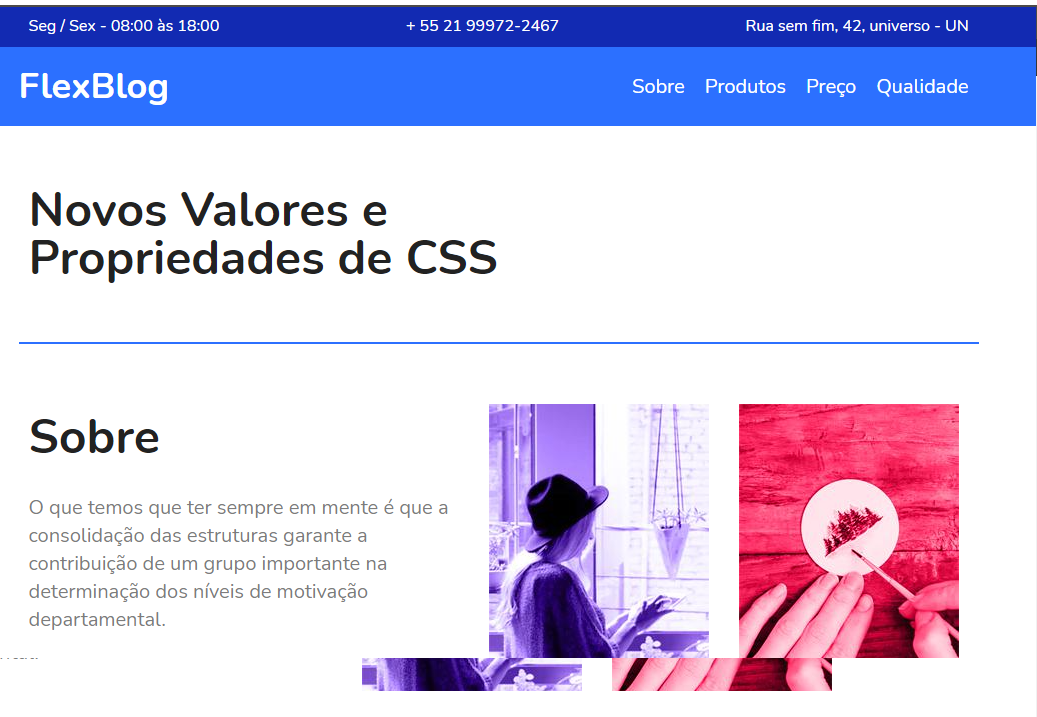 Seg / Sex - 08:00 às 18:00
+ 55 21 99972-2467
Rua sem fim, 42, universo - UN
FlexBlog
Sobre Produtos Preço Qualidade
Novos Valores e
Propriedades de CSS
Sobre
O que temos que ter sempre em mente é que a
consolidação das estruturas garante a
contribuição de um grupo importante na
determinação dos níveis de motivação
departamental.